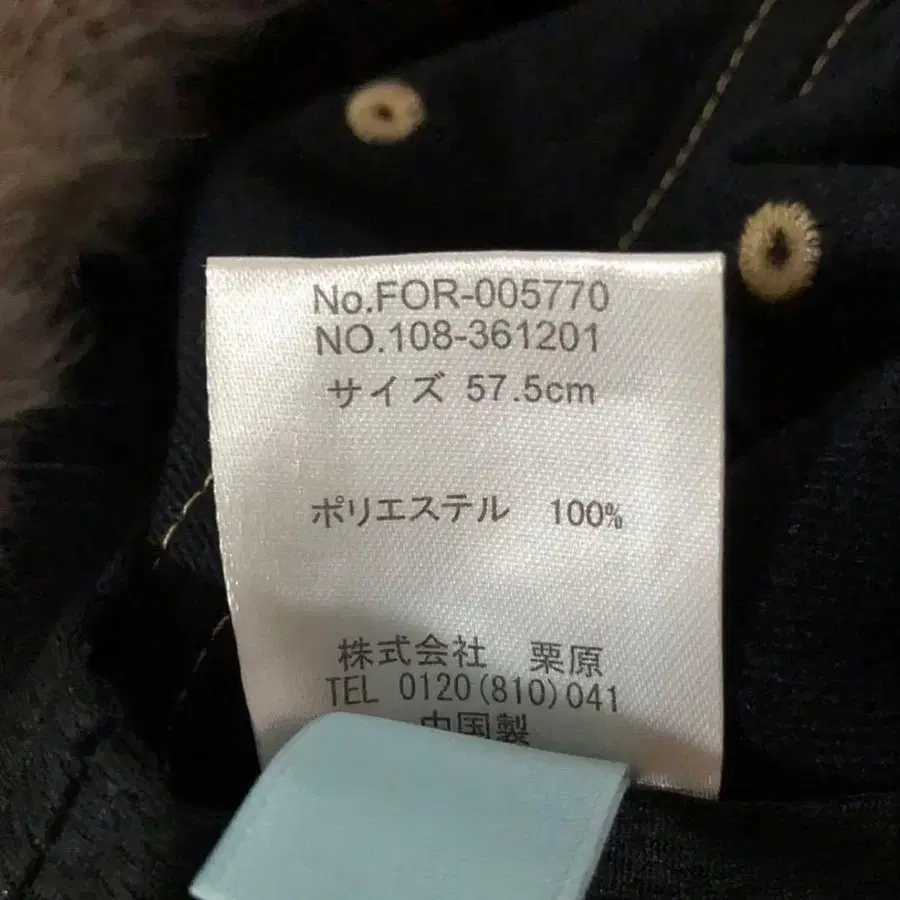 No.FOR-005770
NO.108-361201
サイズ 57.5cm
ポリエステル 100%
株式会社 栗原
TEL 0120(810)041
中国製